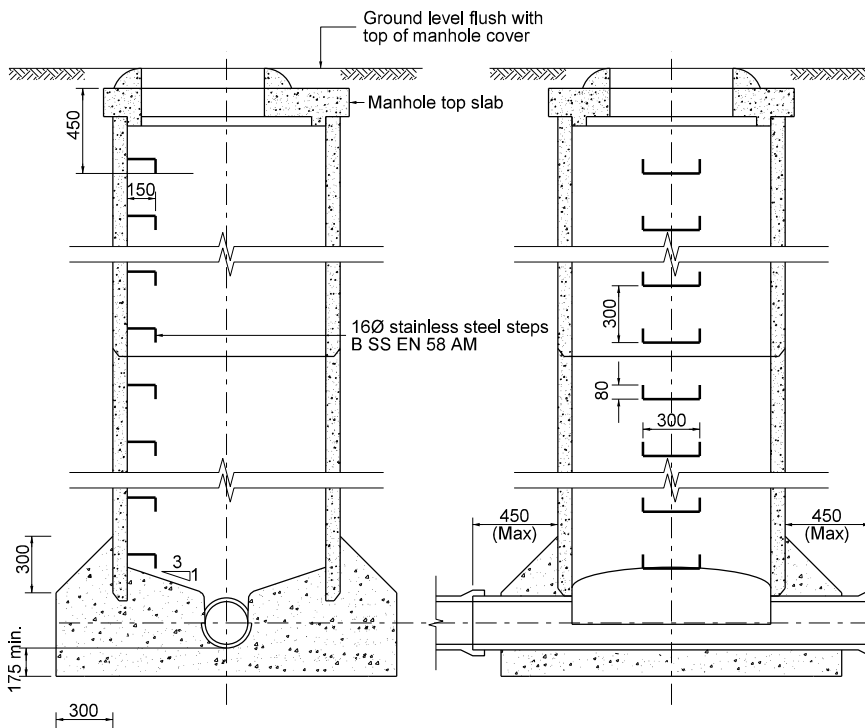 Ground level flush with
top of manhole cover
Manhole top slab
450
150
16Ø stainless steel steps
B SS EN 58 AM
300
80
300
450
(Max)
450
(Max)
300
3
1
175 min.
300